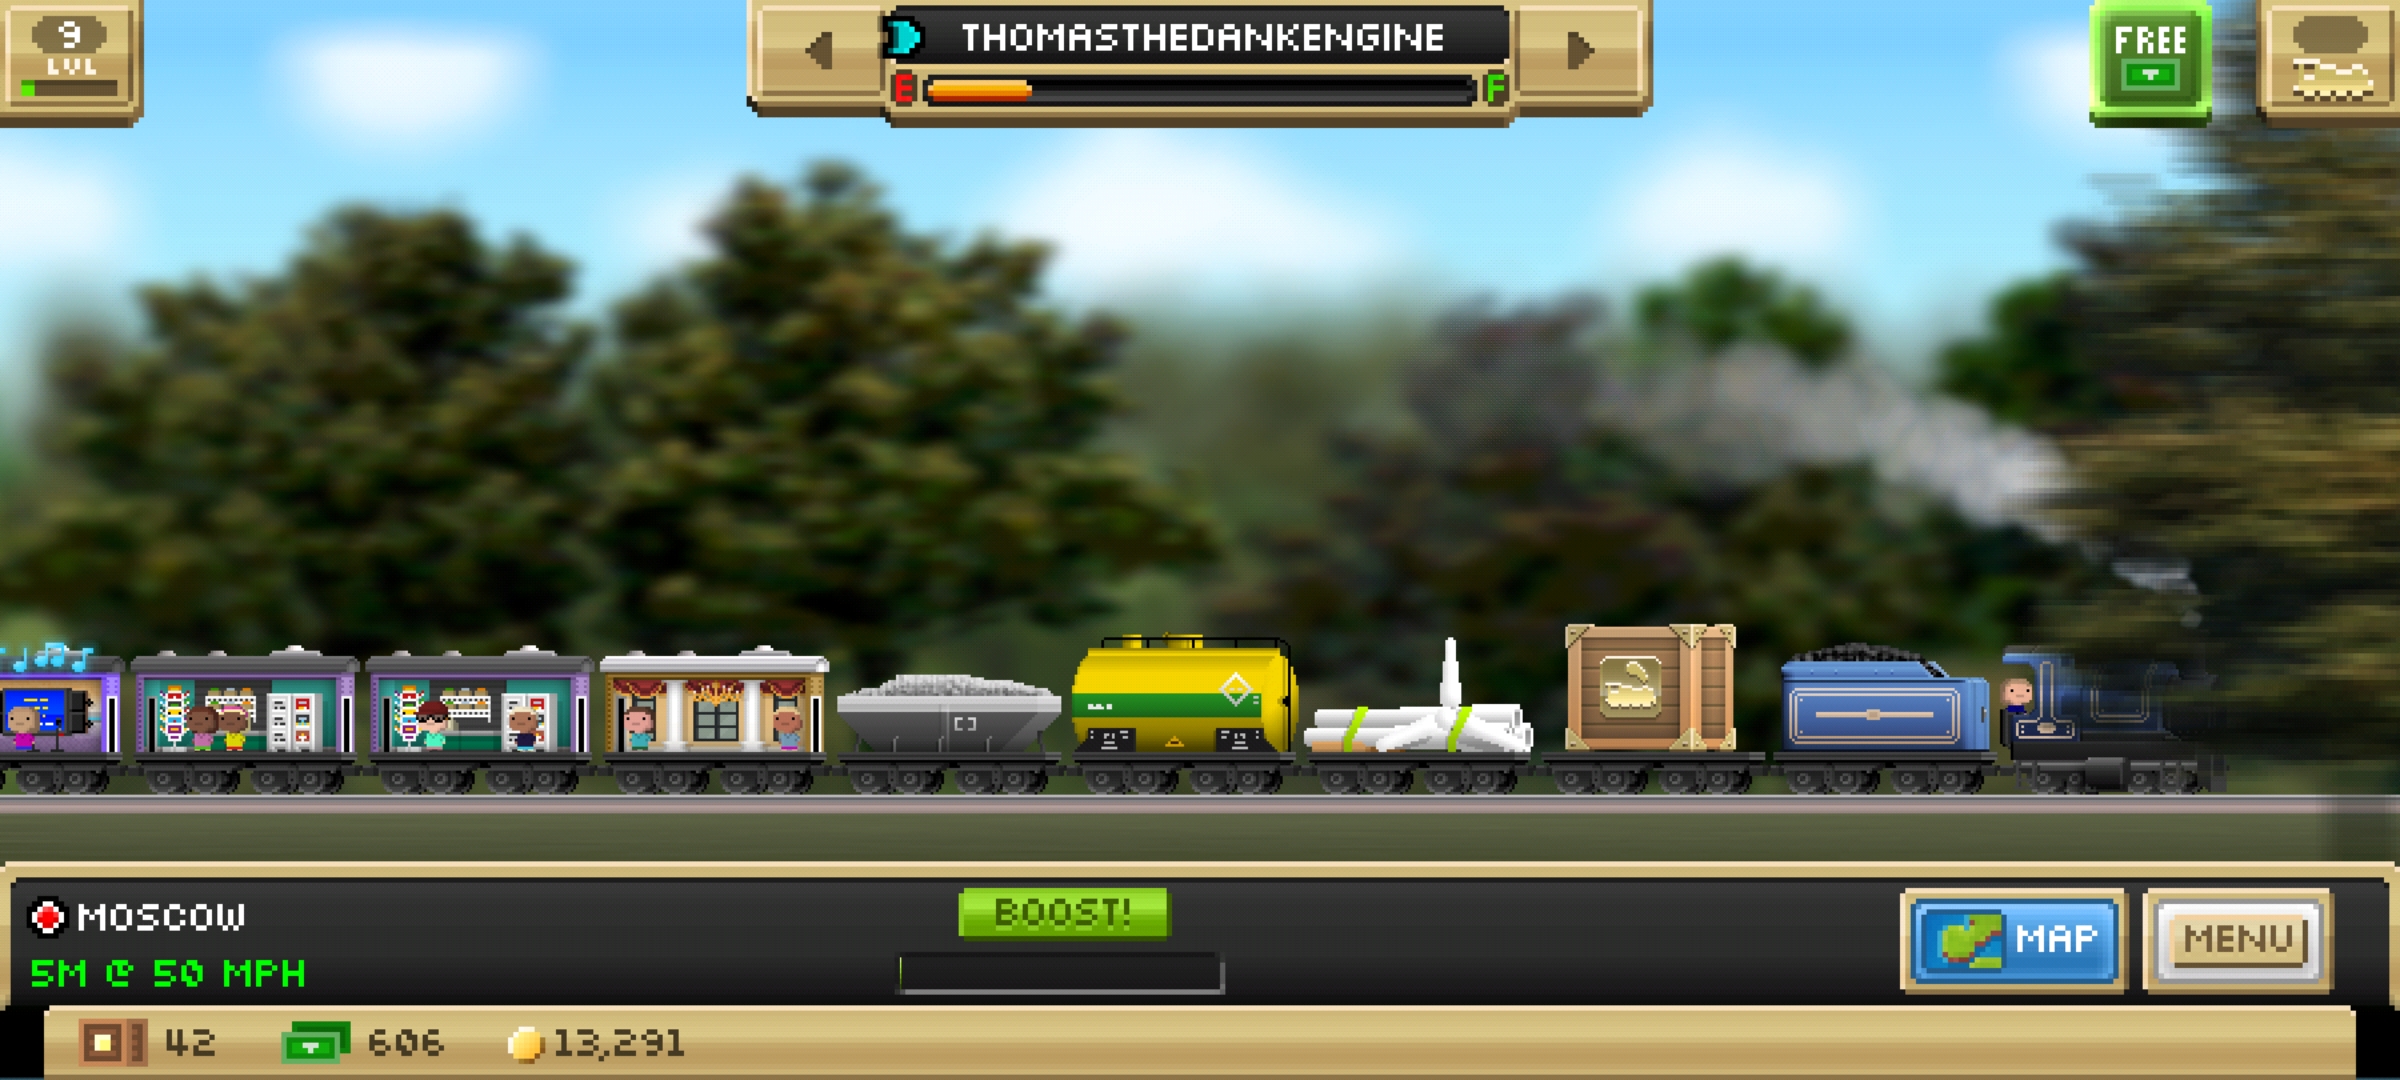 9
LVL
THOMASTHEDANKENGINE
E F
FREE
MOSCOW
5M @ 50 MPH
BOOST!
MAP
MENU
42
606
13,291